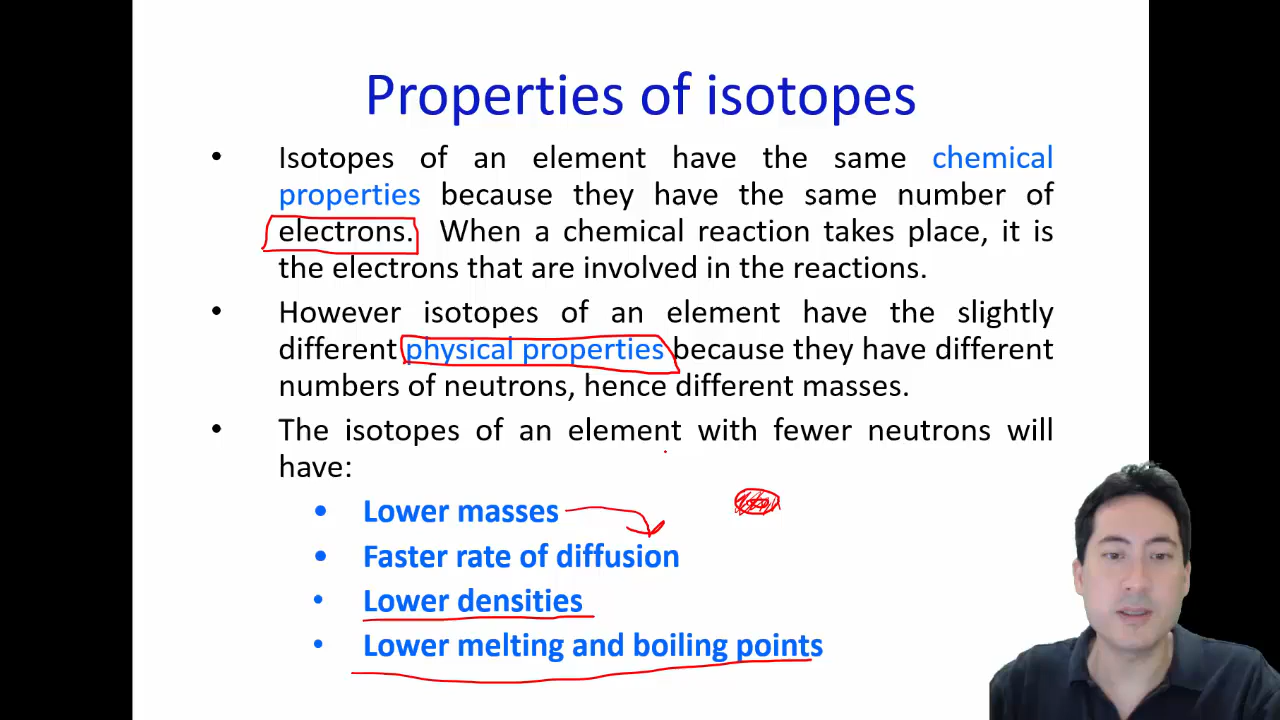 Properties of isotopes
• Isotopes of an element have the same chemical
properties because they have the same number of
electrons. When a chemical reaction takes place, it is
the electrons that are involved in the reactions.
• However isotopes of an element have the slightly
different physical properties because they have different
numbers of neutrons, hence different masses.
• The isotopes of an element with fewer neutrons will
have:
• Lower masses
• Faster rate of diffusion
• Lower densities
• Lower melting and boiling points